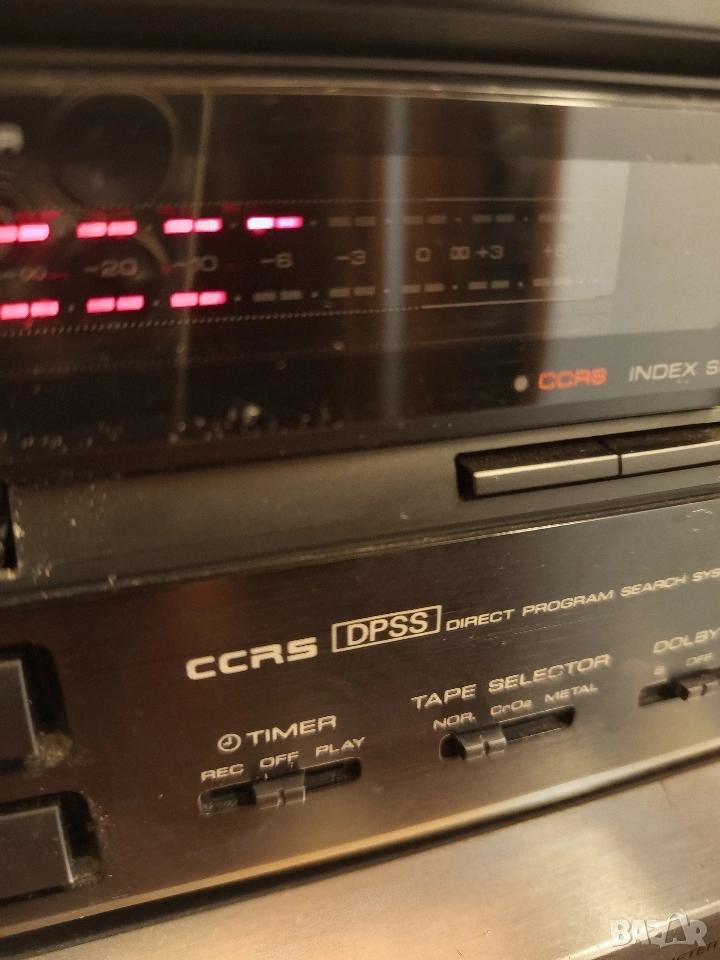 -∞ -20 -10 -6 -3 0 +3
CCRS INDEX
CCRS DPSS DIRECT PROGRAM SEARCH
TIMER
REC OFF PLAY
TAPE SELECTOR
NOR. CrO2 METAL
DOLBY
B OFF
BAZAR